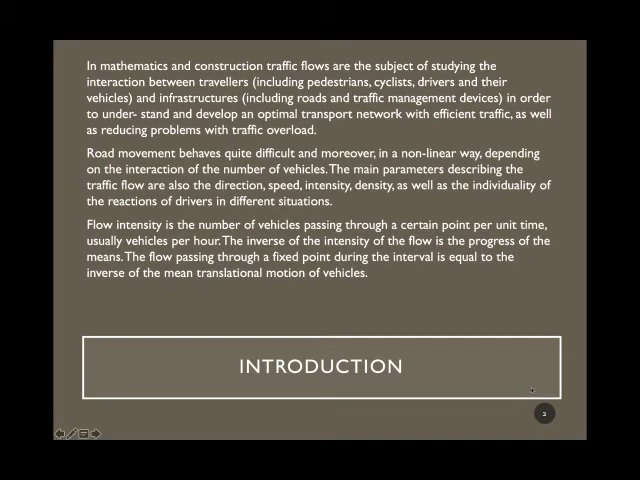 In mathematics and construction traffic flows are the subject of studying the
interaction between travellers (including pedestrians, cyclists, drivers and their
vehicles) and infrastructures (including roads and traffic management devices) in order
to under- stand and develop an optimal transport network with efficient traffic, as well
as reducing problems with traffic overload.
Road movement behaves quite difficult and moreover, in a non-linear way, depending
on the interaction of the number of vehicles. The main parameters describing the
traffic flow are also the direction, speed, intensity, density, as well as the individuality of
the reactions of drivers in different situations.
Flow intensity is the number of vehicles passing through a certain point per unit time,
usually vehicles per hour. The inverse of the intensity of the flow is the progress of the
means. The flow passing through a fixed point during the interval is equal to the
inverse of the mean translational motion of vehicles.
INTRODUCTION
2